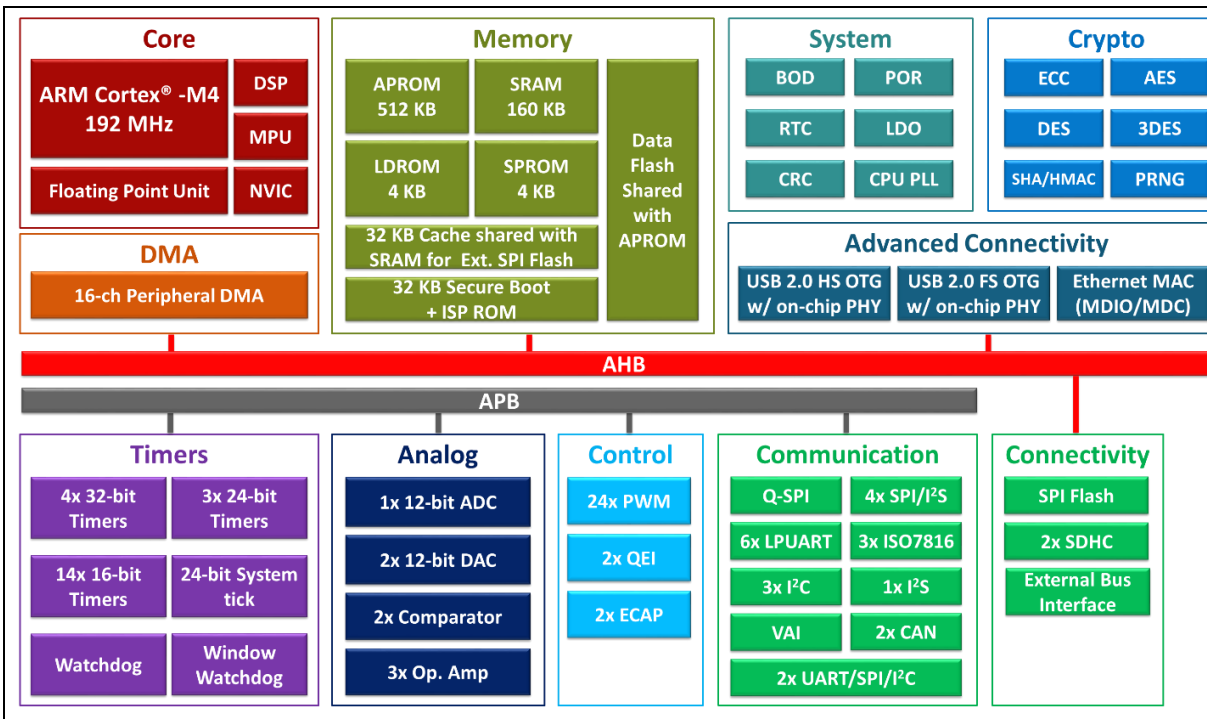 Core
ARM Cortex® -M4
192 MHz
DSP
MPU
Floating Point Unit
NVIC
DMA
16-ch Peripheral DMA
Memory
APROM
512 KB
SRAM
160 KB
LDROM
4 KB
SPROM
4 KB
32 KB Cache shared with
SRAM for Ext. SPI Flash
32 KB Secure Boot
+ ISP ROM
Data
Flash
Shared
with
APROM
System
BOD
POR
RTC
LDO
CRC
CPU PLL
Crypto
ECC
AES
DES
3DES
SHA/HMAC
PRNG
Advanced Connectivity
USB 2.0 HS OTG
w/ on-chip PHY
USB 2.0 FS OTG
w/ on-chip PHY
Ethernet MAC
(MDIO/MDC)
AHB
APB
Timers
4x 32-bit
Timers
3x 24-bit
Timers
14x 16-bit
Timers
24-bit System
tick
Watchdog
Window
Watchdog
Analog
1x 12-bit ADC
2x 12-bit DAC
2x Comparator
3x Op. Amp
Control
24x PWM
2x QEI
2x ECAP
Communication
Q-SPI
4x SPI/I²S
6x LPUART
3x ISO7816
3x I²C
1x I²S
VAI
2x CAN
2x UART/SPI/I²C
Connectivity
SPI Flash
2x SDHC
External Bus
Interface